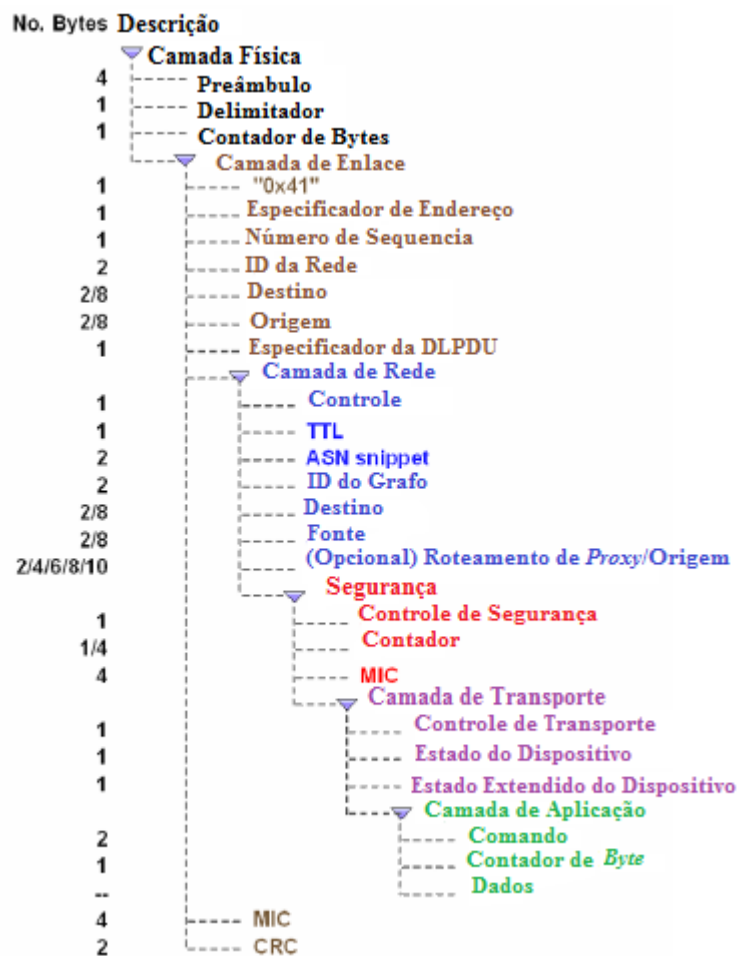 No. Bytes Descrição
Camada Física
4 Preâmbulo
1 Delimitador
1 Contador de Bytes
Camada de Enlace
1 "0x41"
1 Especificador de Endereço
1 Número de Sequencia
2 ID da Rede
2/8 Destino
2/8 Origem
1 Especificador da DLPDU
Camada de Rede
1 Controle
1 TTL
2 ASN snippet
2 ID do Grafo
2/8 Destino
2/8 Fonte
2/4/6/8/10 (Opcional) Roteamento de Proxy/Origem
Segurança
1 Controle de Segurança
1/4 Contador
4 MIC
Camada de Transporte
1 Controle de Transporte
1 Estado do Dispositivo
1 Estado Extendido do Dispositivo
Camada de Aplicação
2 Comando
1 Contador de Byte
-- Dados
4 MIC
2 CRC